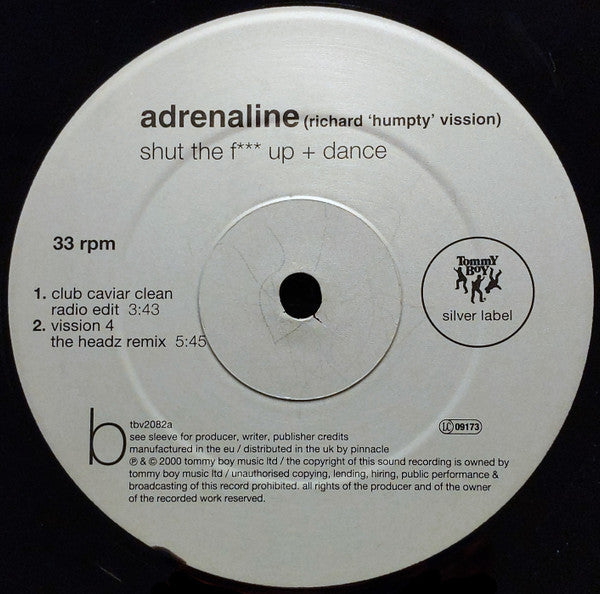 adrenaline (richard 'humpty' vission)
shut the f*** up + dance
33 rpm
Tommy
Boy
silver label
1. club caviar clean
radio edit 3:43
2. vission 4
the headz remix 5:45
b
tbv2082a
see sleeve for producer, writer, publisher credits
manufactured in the eu / distributed in the uk by pinnacle
℗ & © 2000 tommy boy music ltd / the copyright of this sound recording is owned by
tommy boy music ltd / unauthorised copying, lending, hiring, public performance &
broadcasting of this record prohibited. all rights of the producer and of the owner
of the recorded work reserved.
LC 09173